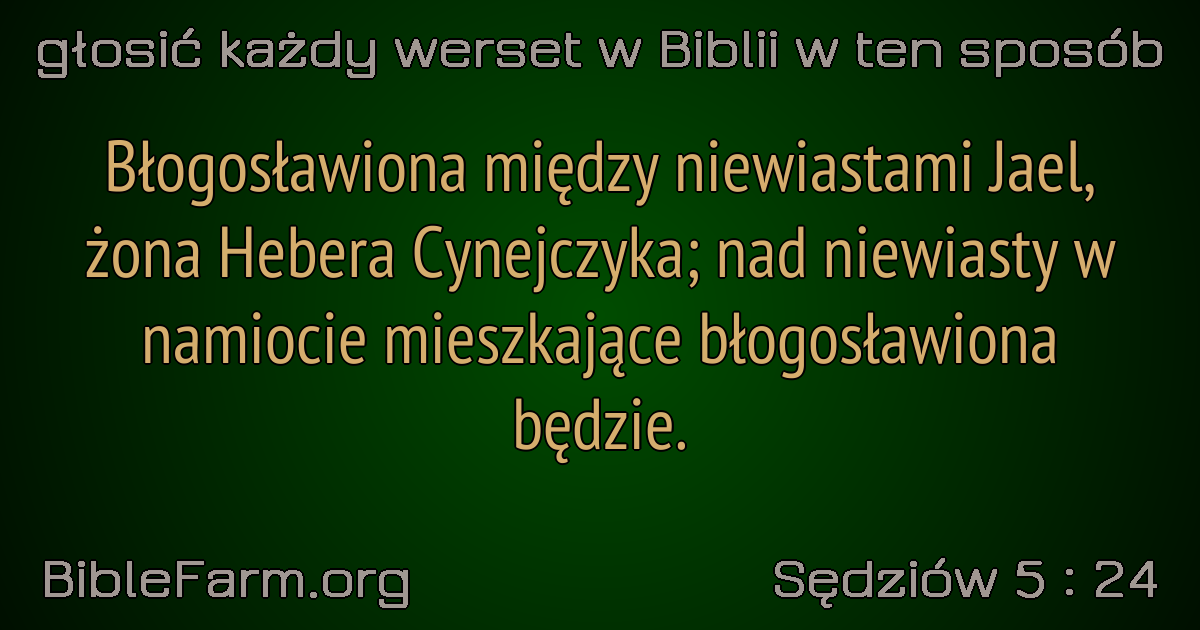 głosić każdy werset w Biblii w ten sposób
Błogosławiona między niewiastami Jael,
żona Hebera Cynejczyka; nad niewiasty w
namiocie mieszkające błogosławiona
będzie.
BibleFarm.org
Sędziów 5 : 24